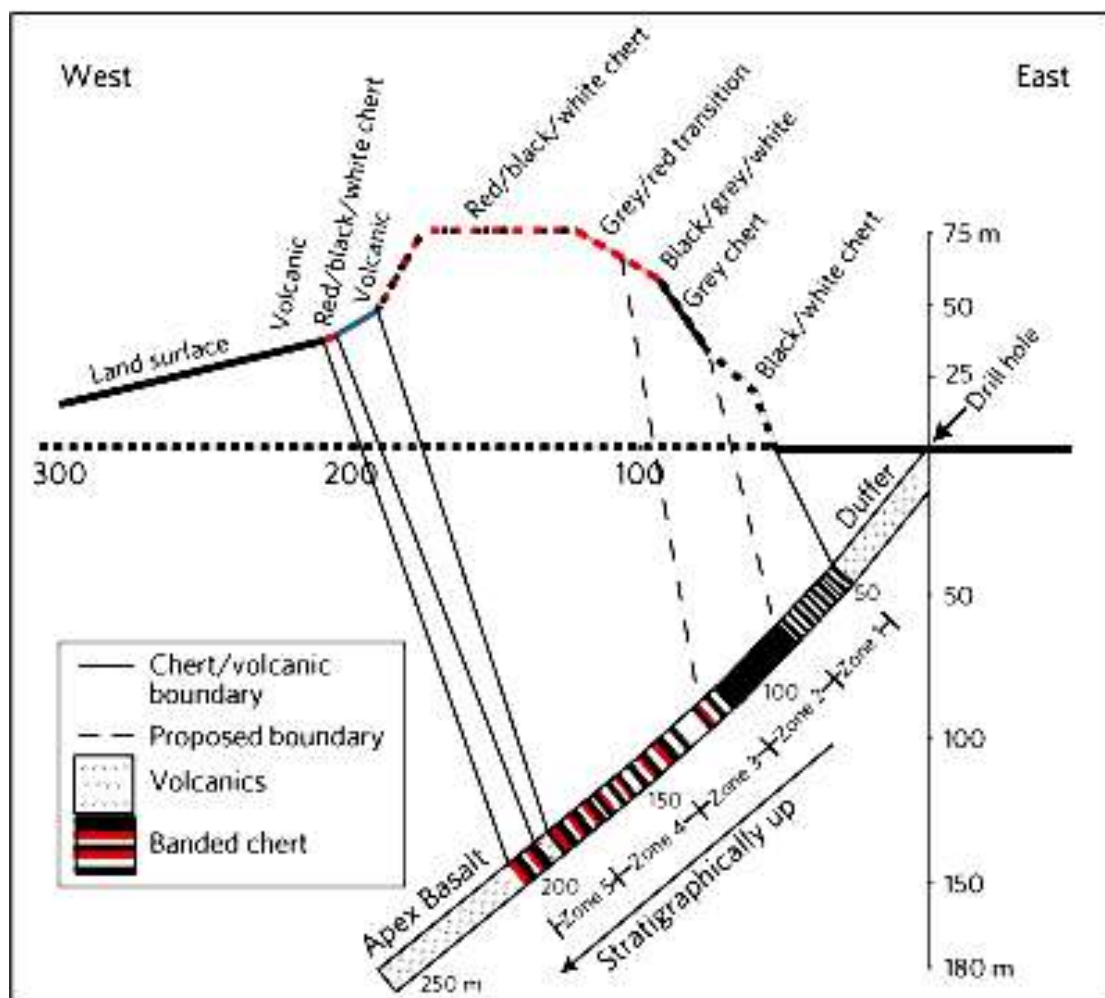 West
East
Volcanic
Red/black/white chert
Volcanic
Red/black/white chert
Grey/red transition
Black/grey/white
Grey chert
Black/white chert
Drill hole
Land surface
75 m
50
25
300
200
100
Duffer
50
50
Zone 1
100
Zone 2
100
Zone 3
150
Zone 4
200
Zone 5
150
Stratigraphically up
180 m
Apex Basalt
250 m
Chert/volcanic
boundary
Proposed boundary
Volcanics
Banded chert